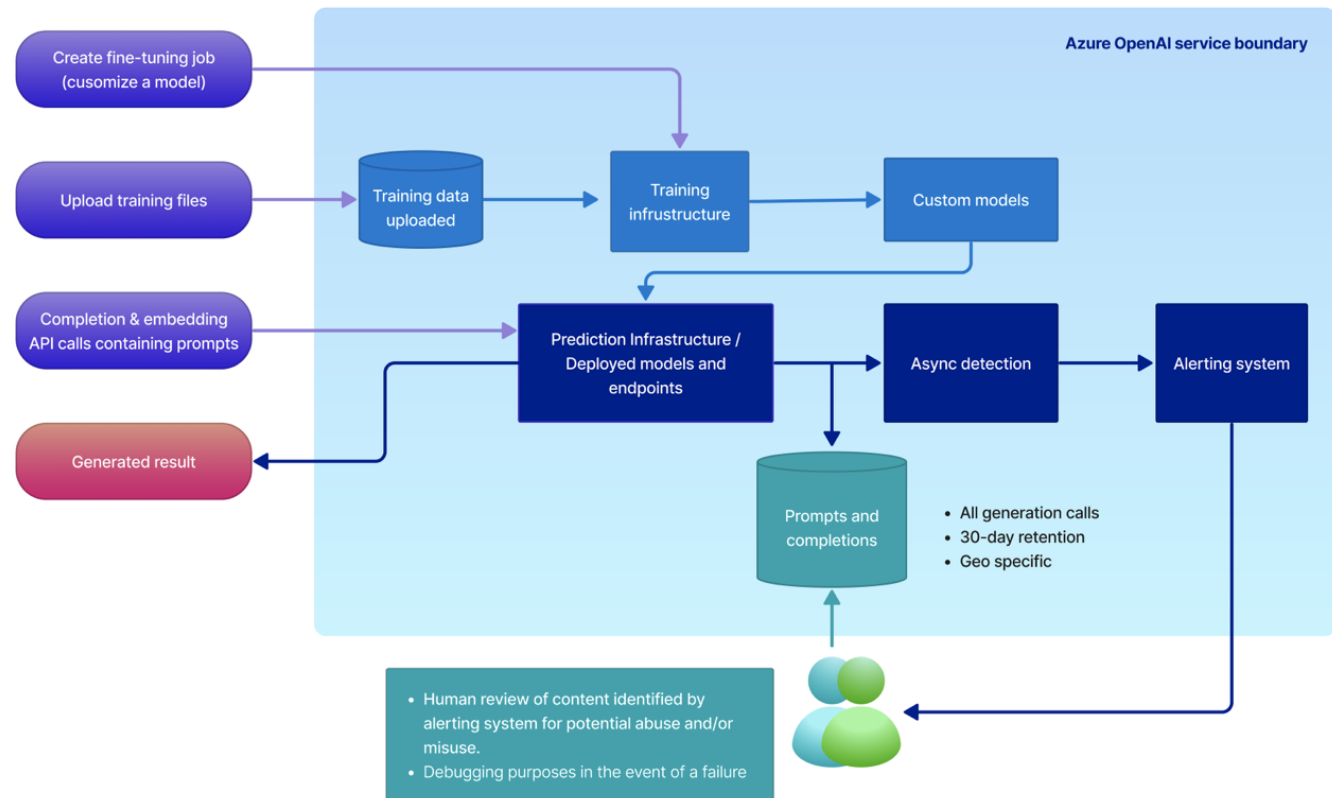 Azure OpenAI service boundary
Create fine-tuning job
(cusomize a model)
Upload training files
Training data
uploaded
Training
infrustructure
Custom models
Completion & embedding
API calls containing prompts
Prediction Infrastructure /
Deployed models and
endpoints
Async detection
Alerting system
Generated result
Prompts and
completions
• All generation calls
• 30-day retention
• Geo specific
• Human review of content identified by
alerting system for potential abuse and/or
misuse.
• Debugging purposes in the event of a failure